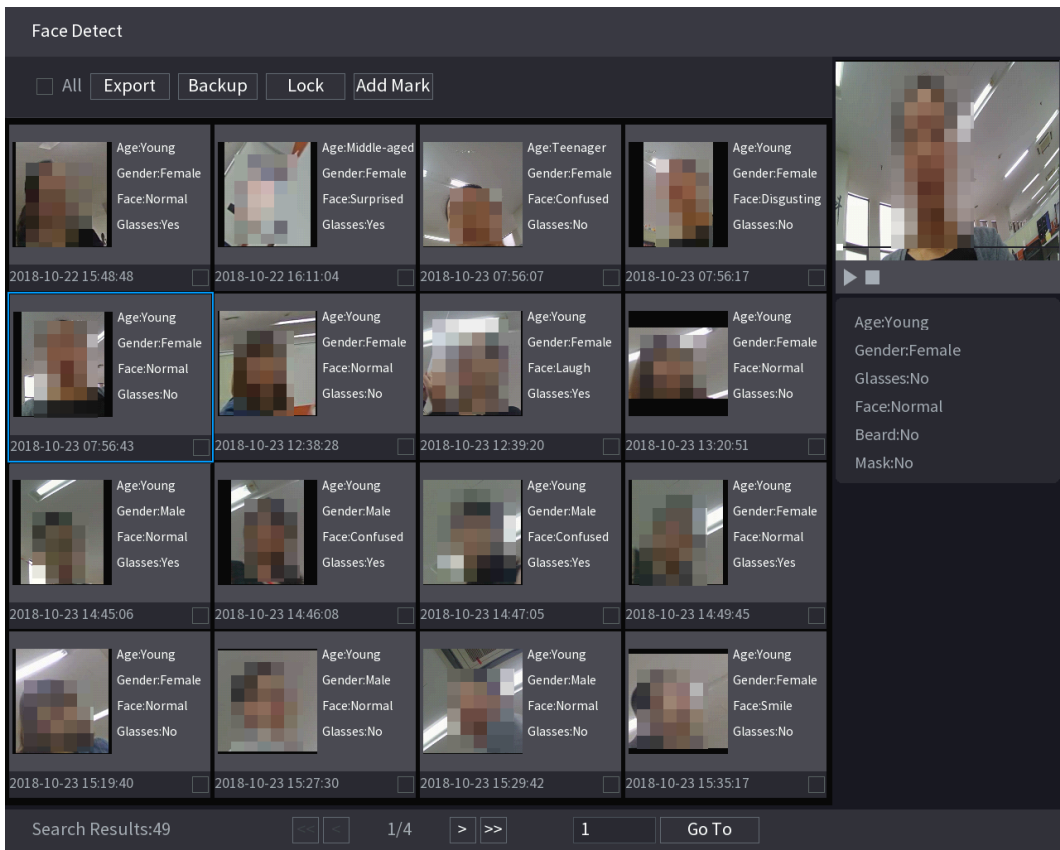 Face Detect
All
Export
Backup
Lock
Add Mark
Age:Young
Gender:Female
Face:Normal
Glasses:Yes
2018-10-22 15:48:48
Age:Middle-aged
Gender:Female
Face:Surprised
Glasses:Yes
2018-10-22 16:11:04
Age:Teenager
Gender:Female
Face:Confused
Glasses:No
2018-10-23 07:56:07
Age:Young
Gender:Female
Face:Disgusting
Glasses:No
2018-10-23 07:56:17
Age:Young
Gender:Female
Face:Normal
Glasses:No
2018-10-23 07:56:43
Age:Young
Gender:Female
Face:Normal
Glasses:No
2018-10-23 12:38:28
Age:Young
Gender:Female
Face:Laugh
Glasses:Yes
2018-10-23 12:39:20
Age:Young
Gender:Female
Face:Normal
Glasses:No
2018-10-23 13:20:51
Age:Young
Gender:Male
Face:Normal
Glasses:Yes
2018-10-23 14:45:06
Age:Young
Gender:Male
Face:Confused
Glasses:Yes
2018-10-23 14:46:08
Age:Young
Gender:Male
Face:Confused
Glasses:Yes
2018-10-23 14:47:05
Age:Young
Gender:Female
Face:Normal
Glasses:Yes
2018-10-23 14:49:45
Age:Young
Gender:Female
Face:Normal
Glasses:No
2018-10-23 15:19:40
Age:Young
Gender:Male
Face:Normal
Glasses:No
2018-10-23 15:27:30
Age:Young
Gender:Male
Face:Normal
Glasses:No
2018-10-23 15:29:42
Age:Young
Gender:Female
Face:Smile
Glasses:No
2018-10-23 15:35:17
Age:Young
Gender:Female
Glasses:No
Face:Normal
Beard:No
Mask:No
Search Results:49
<<
<
1/4
>
>>
1
Go To